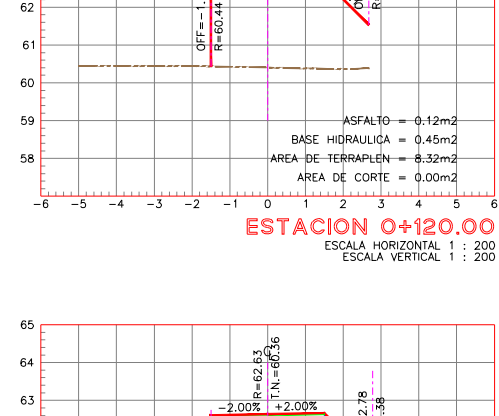 62
OFF=-1.
R=60.44
61
60
59
ASFALTO = 0.12m2
BASE HIDRAULICA = 0.45m2
58
AREA DE TERRAPLEN = 8.32m2
AREA DE CORTE = 0.00m2
-6 -5 -4 -3 -2 -1 0 1 2 3 4 5 6
ESTACION 0+120.00
ESCALA HORIZONTAL 1 : 200
ESCALA VERTICAL 1 : 200
65
64
R=62.63
T.N.=60.36
63
-2.00% +2.00%
2.78
.38